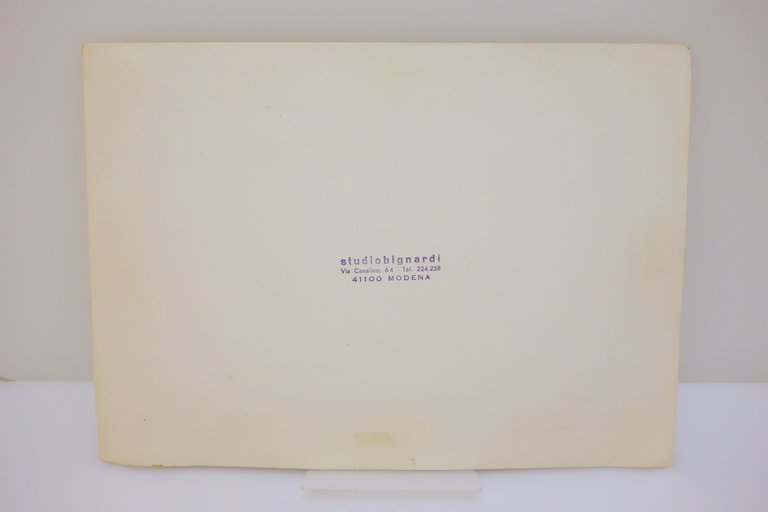 studiobignardi
Via Canalino, 64 - Tel. 224.258
41100 MODENA